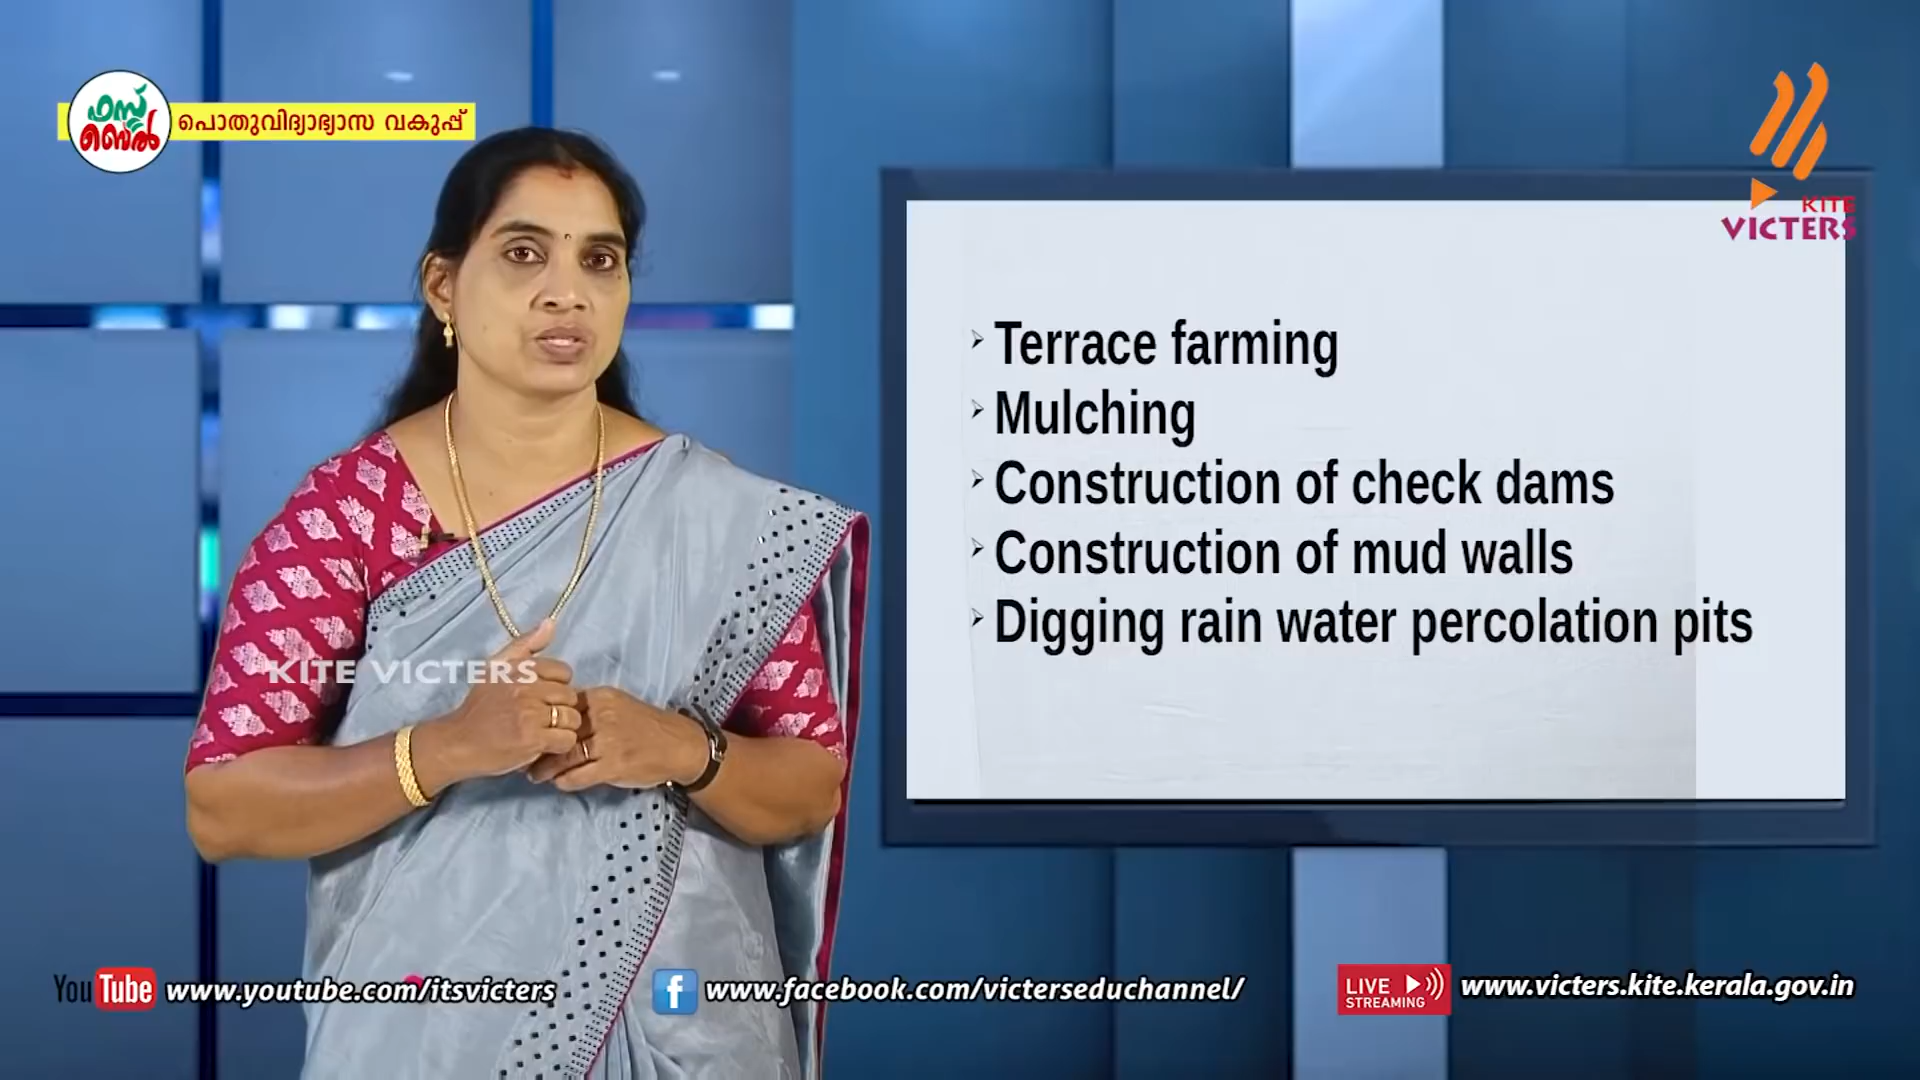 ഫസ്റ്റ്
ബെൽ
പൊതുവിദ്യാഭ്യാസ വകുപ്പ്
KITE
VICTERS
Terrace farming
Mulching
Construction of check dams
Construction of mud walls
Digging rain water percolation pits
KITE VICTERS
YouTube www.youtube.com/itsvicters
f www.facebook.com/victerseduchannel/
LIVE
STREAMING
www.victers.kite.kerala.gov.in